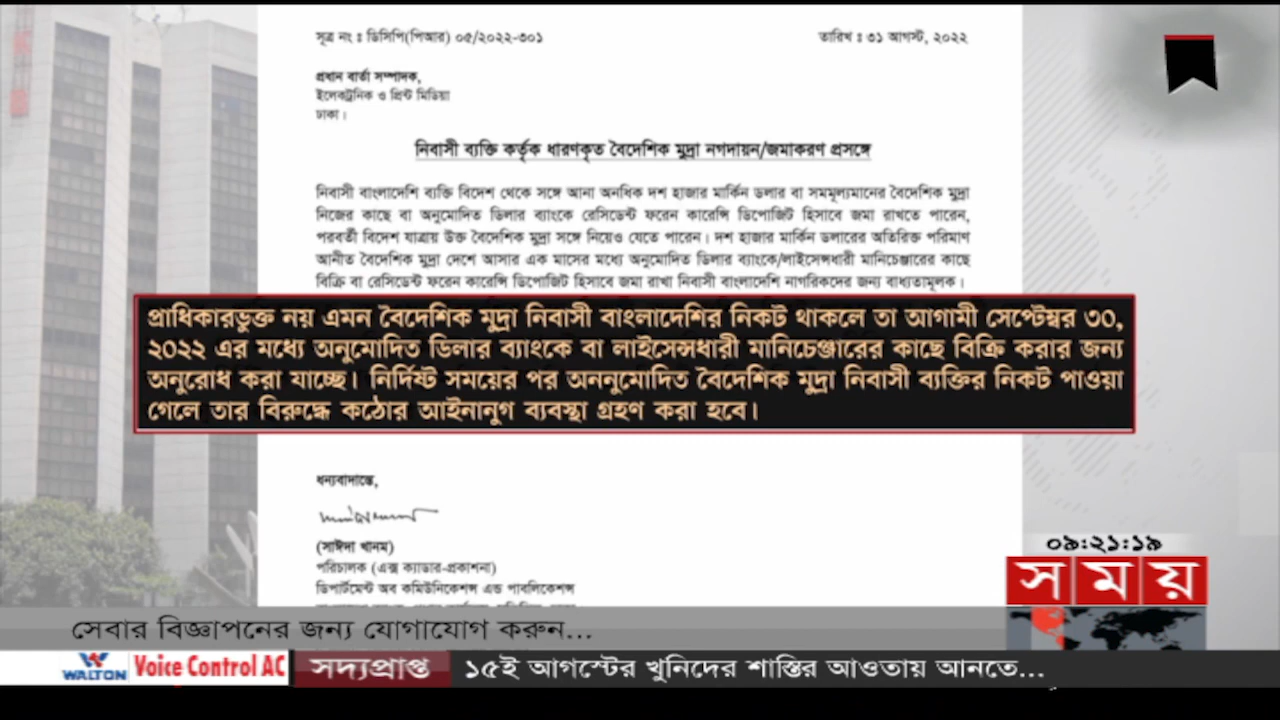 সূত্র নং ঃ ডিসিপি(পিআর) ০৫/২০২২-৩০১
তারিখ ঃ ৩১ আগস্ট, ২০২২
প্রধান বার্তা সম্পাদক,
ইলেকট্রনিক ও প্রিন্ট মিডিয়া
ঢাকা।
নিবাসী ব্যক্তি কর্তৃক ধারণকৃত বৈদেশিক মুদ্রা নগদায়ন/জমাকরণ প্রসঙ্গে
নিবাসী বাংলাদেশি ব্যক্তি বিদেশ থেকে সঙ্গে আনা অনধিক দশ হাজার মার্কিন ডলার বা সমমূল্যমানের বৈদেশিক মুদ্রা
নিজের কাছে বা অনুমোদিত ডিলার ব্যাংকে রেসিডেন্ট ফরেন কারেন্সি ডিপোজিট হিসাবে জমা রাখতে পারেন,
পরবর্তী বিদেশ যাত্রায় উক্ত বৈদেশিক মুদ্রা সঙ্গে নিয়েও যেতে পারেন। দশ হাজার মার্কিন ডলারের অতিরিক্ত পরিমাণ
আনীত বৈদেশিক মুদ্রা দেশে আসার এক মাসের মধ্যে অনুমোদিত ডিলার ব্যাংকে/লাইসেন্সধারী মানিচেঞ্জারের কাছে
বিক্রি বা রেসিডেন্ট ফরেন কারেন্সি ডিপোজিট হিসাবে জমা রাখা নিবাসী বাংলাদেশি নাগরিকদের জন্য বাধ্যতামূলক।
প্রাধিকারভুক্ত নয় এমন বৈদেশিক মুদ্রা নিবাসী বাংলাদেশির নিকট থাকলে তা আগামী সেপ্টেম্বর ৩০,
২০২২ এর মধ্যে অনুমোদিত ডিলার ব্যাংকে বা লাইসেন্সধারী মানিচেঞ্জারের কাছে বিক্রি করার জন্য
অনুরোধ করা যাচ্ছে। নির্দিষ্ট সময়ের পর অননুমোদিত বৈদেশিক মুদ্রা নিবাসী ব্যক্তির নিকট পাওয়া
গেলে তার বিরুদ্ধে কঠোর আইনানুগ ব্যবস্থা গ্রহণ করা হবে।
ধন্যবাদান্তে,
(সাঈদা খানম)
পরিচালক (এক্স ক্যাডার-প্রকাশনা)
ডিপার্টমেন্ট অব কমিউনিকেশন্স এন্ড পাবলিকেশন্স
০৯:২১:১৯
সময়
সেবার বিজ্ঞাপনের জন্য যোগাযোগ করুন...
WALTON Voice Control AC সদ্যপ্রাপ্ত ১৫ই আগস্টের খুনিদের শাস্তির আওতায় আনতে...